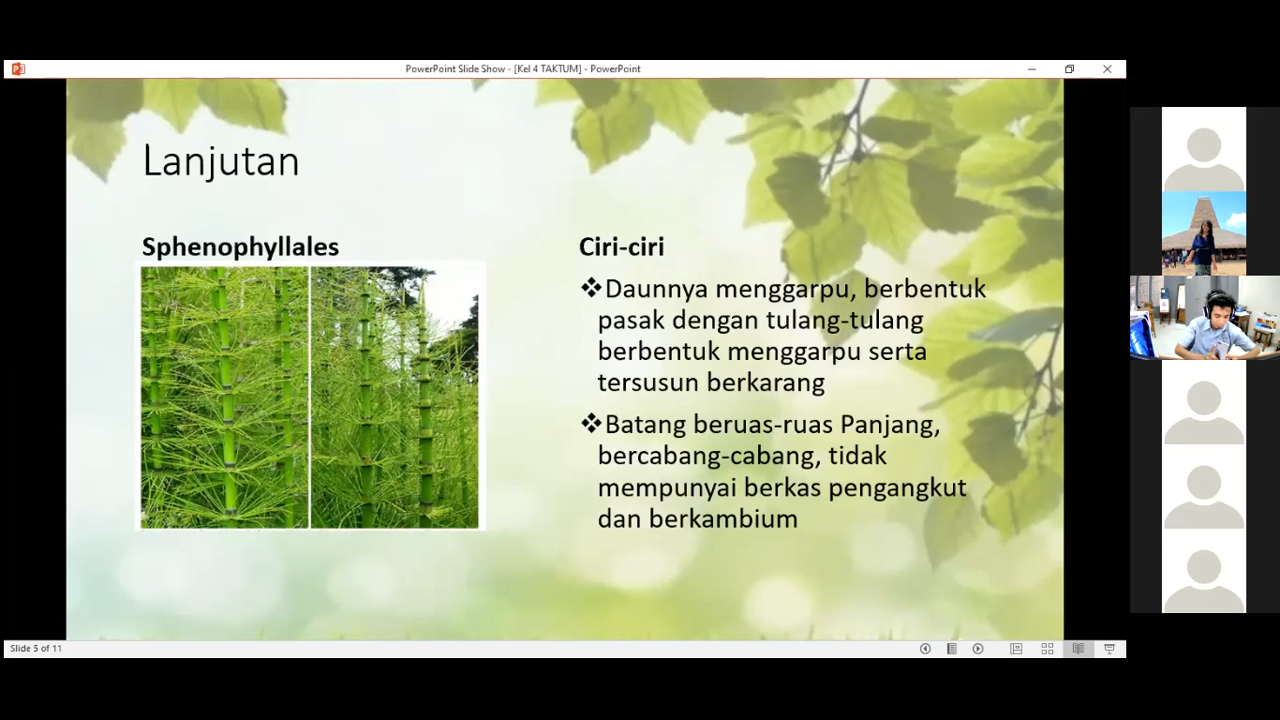 PowerPoint Slide Show - [Kel 4 TAKTUM] - PowerPoint
Lanjutan
Sphenophyllales
Ciri-ciri
❖Daunnya menggarpu, berbentuk
pasak dengan tulang-tulang
berbentuk menggarpu serta
tersusun berkarang
❖Batang beruas-ruas Panjang,
bercabang-cabang, tidak
mempunyai berkas pengangkut
dan berkambium
Slide 5 of 11